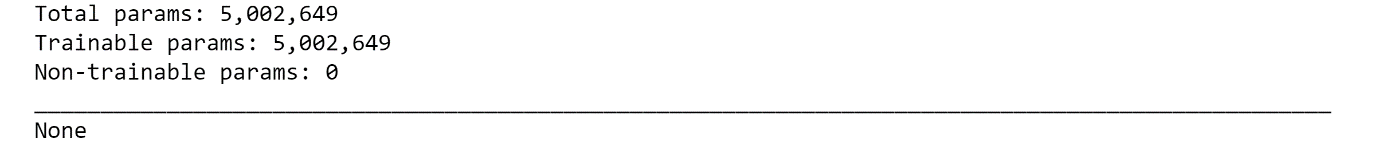 Total params: 5,002,649
Trainable params: 5,002,649
Non-trainable params: 0
None